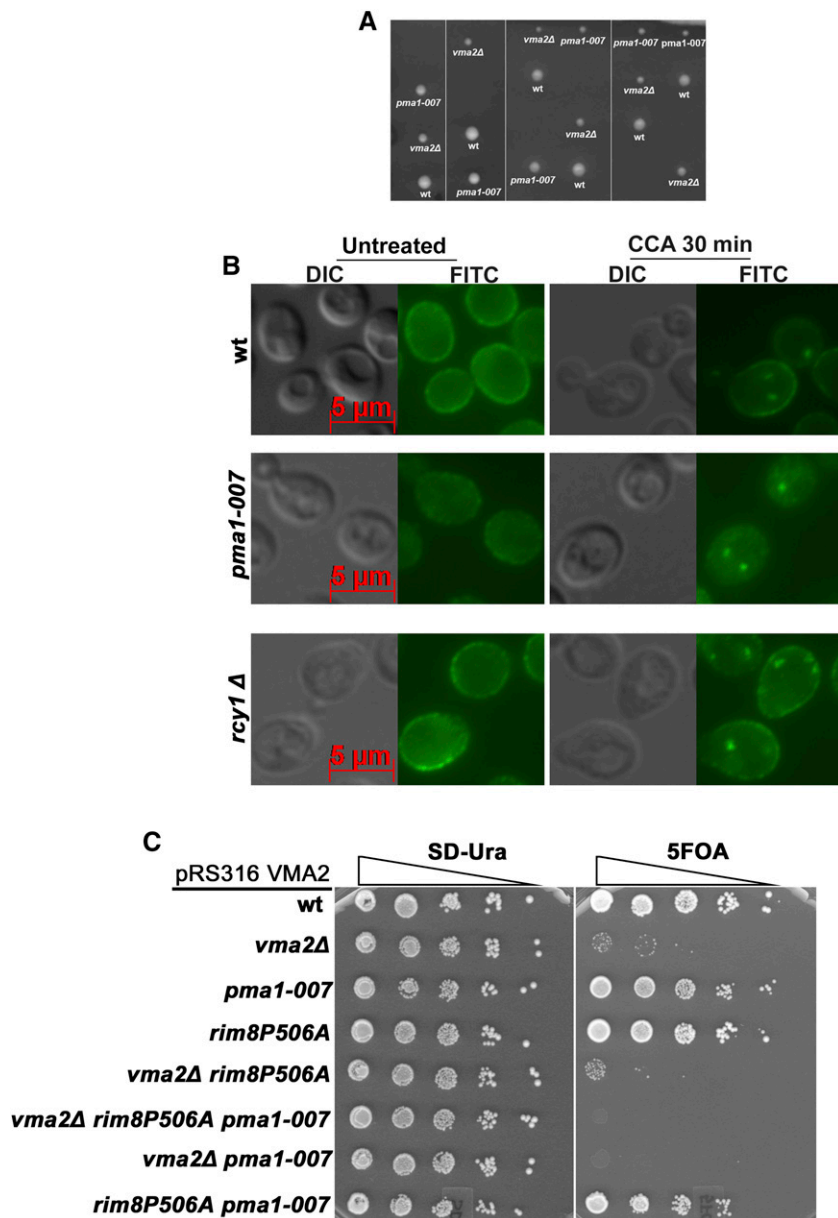 A
vma2Δ
vma2Δ pma1-007 pma1-007 pma1-007
pma1-007
wt
vma2Δ
wt
vma2Δ
wt
vma2Δ
wt
wt
pma1-007
pma1-007
wt
vma2Δ
B
Untreated
CCA 30 min
DIC FITC DIC FITC
wt
5 µm
pma1-007
5 µm
rcy1 Δ
5 µm
C
SD-Ura
5FOA
pRS316 VMA2
wt
vma2Δ
pma1-007
rim8P506A
vma2Δ rim8P506A
vma2Δ rim8P506A pma1-007
vma2Δ pma1-007
rim8P506A pma1-007